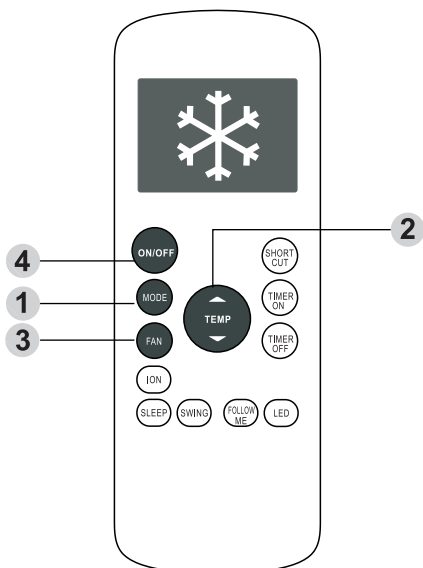 2
ON/OFF
SHORT
CUT
4
MODE
TEMP
TIMER
ON
1
FAN
TIMER
OFF
3
ION
SLEEP
SWING
FOLLOW
ME
LED